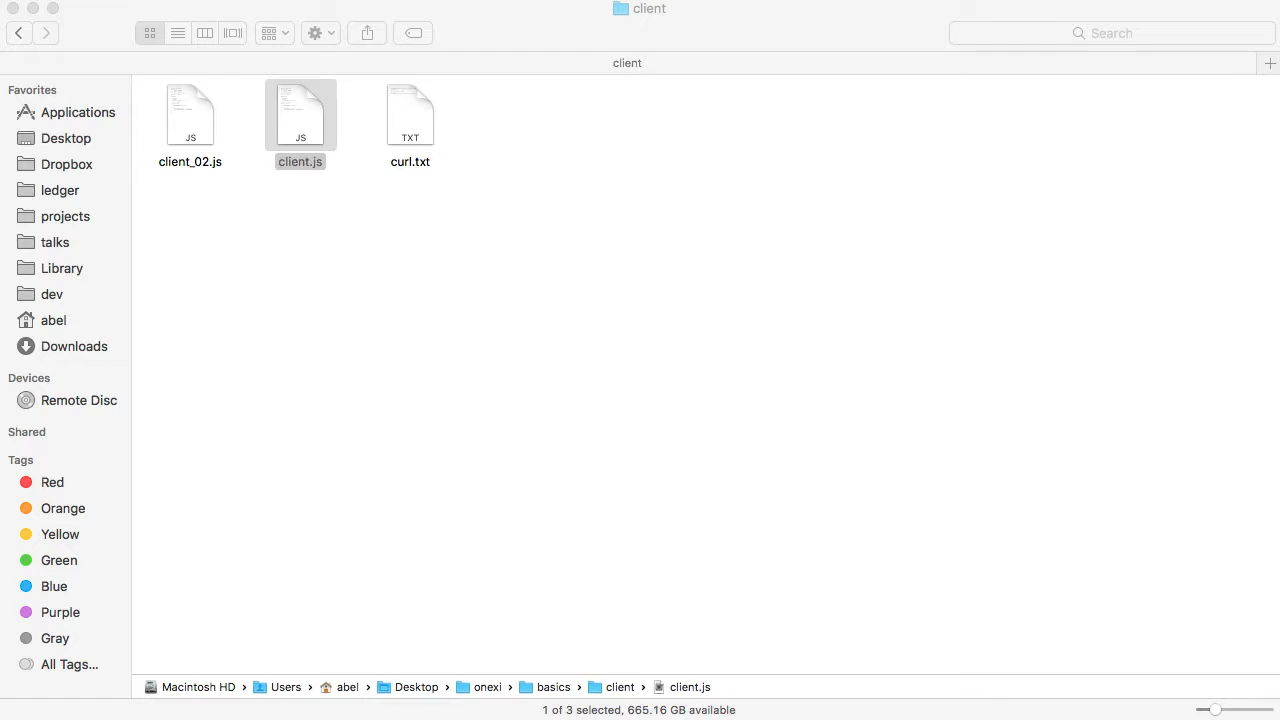 client
Search
client
Favorites
Applications
Desktop
Dropbox
ledger
projects
talks
Library
dev
abel
Downloads
Devices
Remote Disc
Shared
Tags
Red
Orange
Yellow
Green
Blue
Purple
Gray
All Tags...
JS
JS
TXT
client_02.js
client.js
curl.txt
Macintosh HD › Users › abel › Desktop › onexi › basics › client › client.js
1 of 3 selected, 665.16 GB available